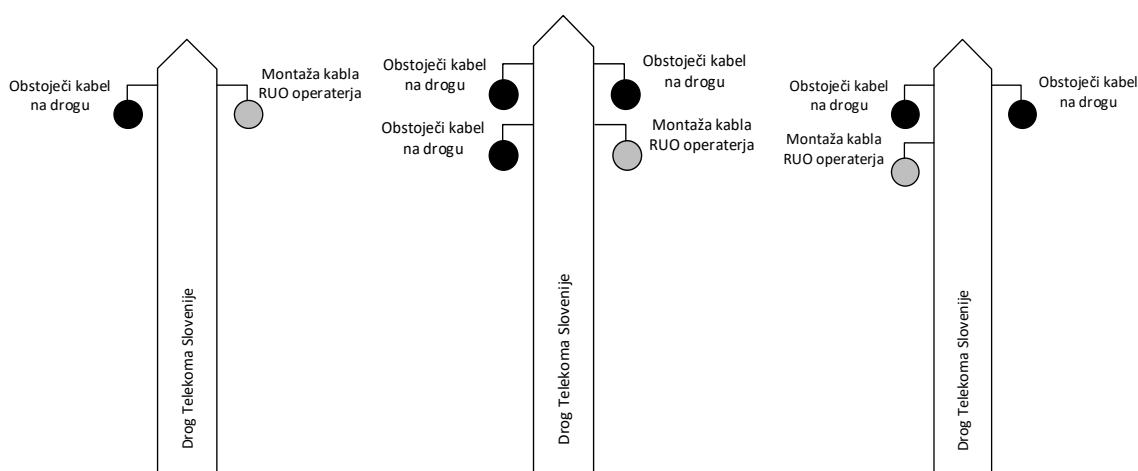 Obstoječi kabel
na drogu
Montaža kabla
RUO operaterja
Drog Telekoma Slovenije
Obstoječi kabel
na drogu
Obstoječi kabel
na drogu
Obstoječi kabel
na drogu
Montaža kabla
RUO operaterja
Drog Telekoma Slovenije
Obstoječi kabel
na drogu
Obstoječi kabel
na drogu
Montaža kabla
RUO operaterja
Drog Telekoma Slovenije